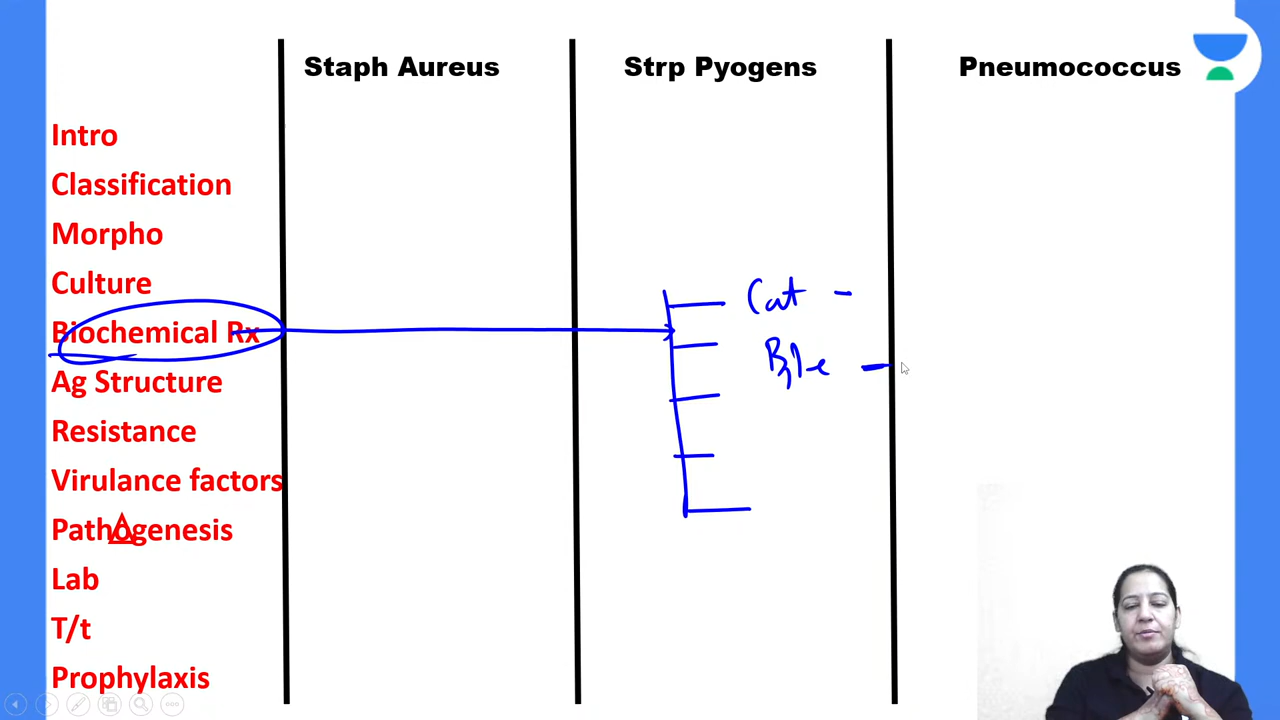 Staph Aureus
Strp Pyogens
Pneumococcus
Intro
Classification
Morpho
Culture
Biochemical Rx
Ag Structure
Resistance
Virulance factors
Pathogenesis
Lab
T/t
Prophylaxis
Cat -
Bile -